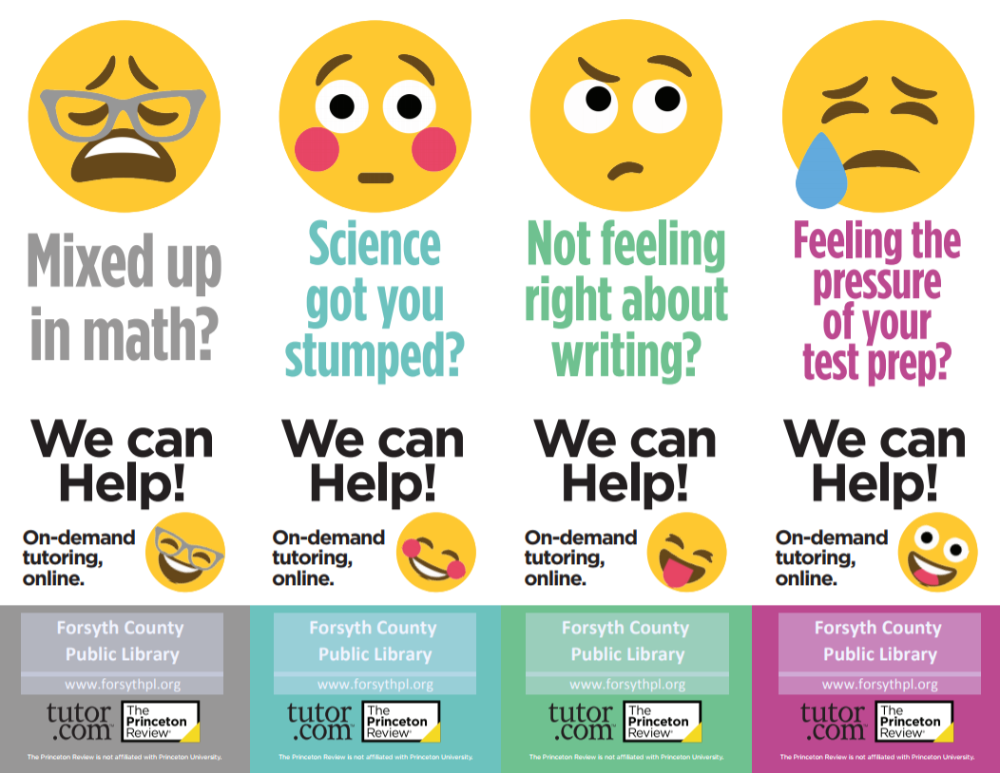 Mixed up
in math?
We can
Help!
On-demand
tutoring,
online.
Forsyth County
Public Library
www.forsythpl.org
tutor
.com™
The
Princeton
Review®
The Princeton Review is not affiliated with Princeton University.
Science
got you
stumped?
We can
Help!
On-demand
tutoring,
online.
Forsyth County
Public Library
www.forsythpl.org
tutor
.com™
The
Princeton
Review®
The Princeton Review is not affiliated with Princeton University.
Not feeling
right about
writing?
We can
Help!
On-demand
tutoring,
online.
Forsyth County
Public Library
www.forsythpl.org
tutor
.com™
The
Princeton
Review®
The Princeton Review is not affiliated with Princeton University.
Feeling the
pressure
of your
test prep?
We can
Help!
On-demand
tutoring,
online.
Forsyth County
Public Library
www.forsythpl.org
tutor
.com™
The
Princeton
Review®
The Princeton Review is not affiliated with Princeton University.